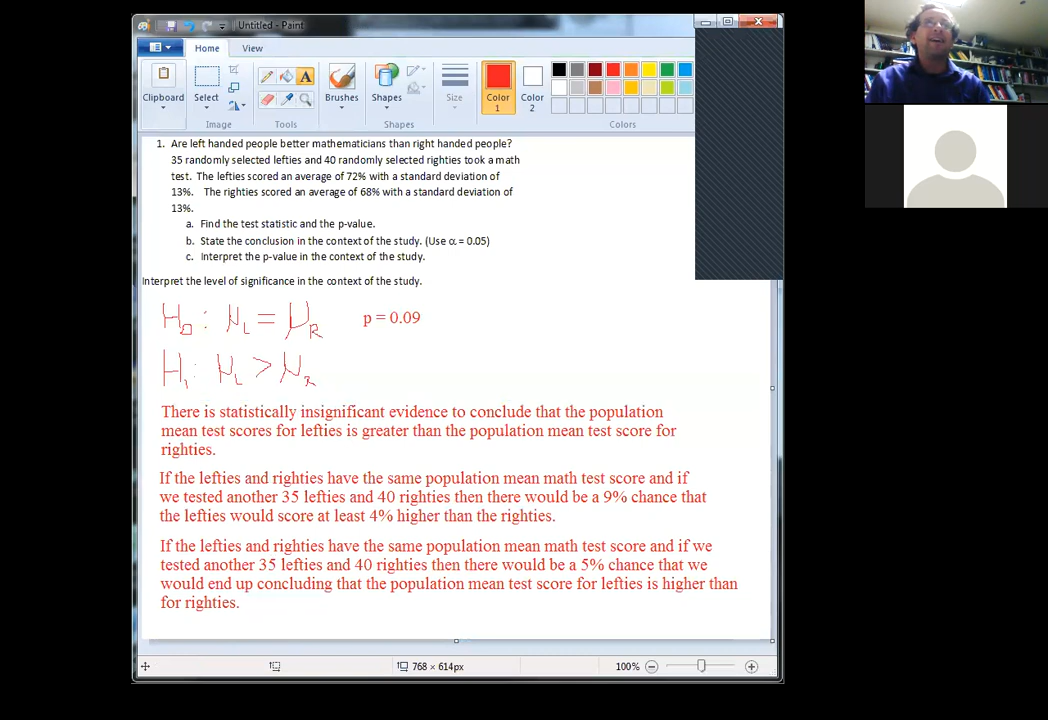 Untitled - Paint
Home View
Clipboard
Select
Image
Tools
Brushes
Shapes
Shapes
Size
Color 1
Color 2
Colors
1. Are left handed people better mathematicians than right handed people?
35 randomly selected lefties and 40 randomly selected righties took a math
test. The lefties scored an average of 72% with a standard deviation of
13%. The righties scored an average of 68% with a standard deviation of
13%.
a. Find the test statistic and the p-value.
b. State the conclusion in the context of the study. (Use α = 0.05)
c. Interpret the p-value in the context of the study.
Interpret the level of significance in the context of the study.
H0 : μL = μR p = 0.09
H1 : μL > μR
There is statistically insignificant evidence to conclude that the population
mean test scores for lefties is greater than the population mean test score for
righties.
If the lefties and righties have the same population mean math test score and if
we tested another 35 lefties and 40 righties then there would be a 9% chance that
the lefties would score at least 4% higher than the righties.
If the lefties and righties have the same population mean math test score and if we
tested another 35 lefties and 40 righties then there would be a 5% chance that we
would end up concluding that the population mean test score for lefties is higher than
for righties.
768 × 614px 100%